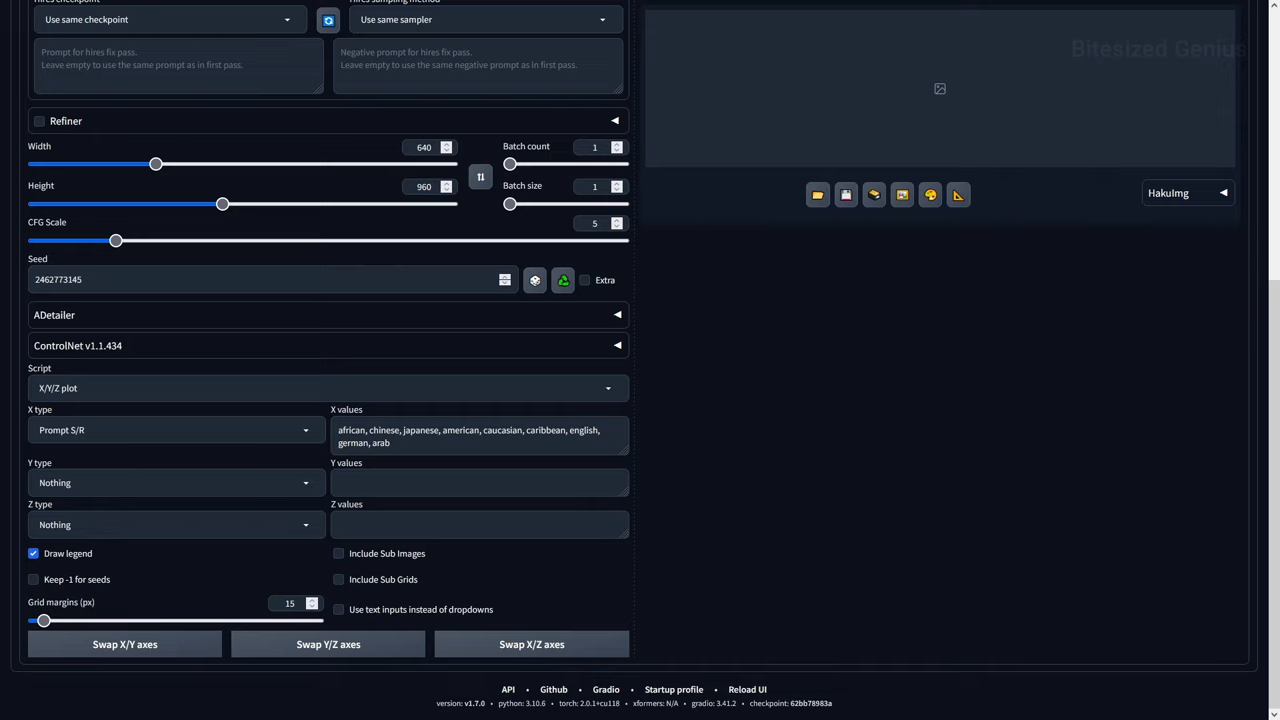 Hires checkpoint
Hires sampling method
Use same checkpoint
Use same sampler
Prompt for hires fix pass.
Leave empty to use the same prompt as in first pass.
Negative prompt for hires fix pass.
Leave empty to use the same negative prompt as in first pass.
Bitesized Genius
Refiner
Width
640
Batch count
1
Height
960
Batch size
1
CFG Scale
5
Seed
2462773145
Extra
HakuImg
ADetailer
ControlNet v1.1.434
Script
X/Y/Z plot
X type
X values
Prompt S/R
african, chinese, japanese, american, caucasian, caribbean, english,
german, arab
Y type
Y values
Nothing
Z type
Z values
Nothing
Draw legend
Include Sub Images
Keep -1 for seeds
Include Sub Grids
Grid margins (px)
15
Use text inputs instead of dropdowns
Swap X/Y axes
Swap Y/Z axes
Swap X/Z axes
API • Github • Gradio • Startup profile • Reload UI
version: v1.7.0 • python: 3.10.6 • torch: 2.0.1+cu118 • xformers: N/A • gradio: 3.41.2 • checkpoint: 62bb78983a